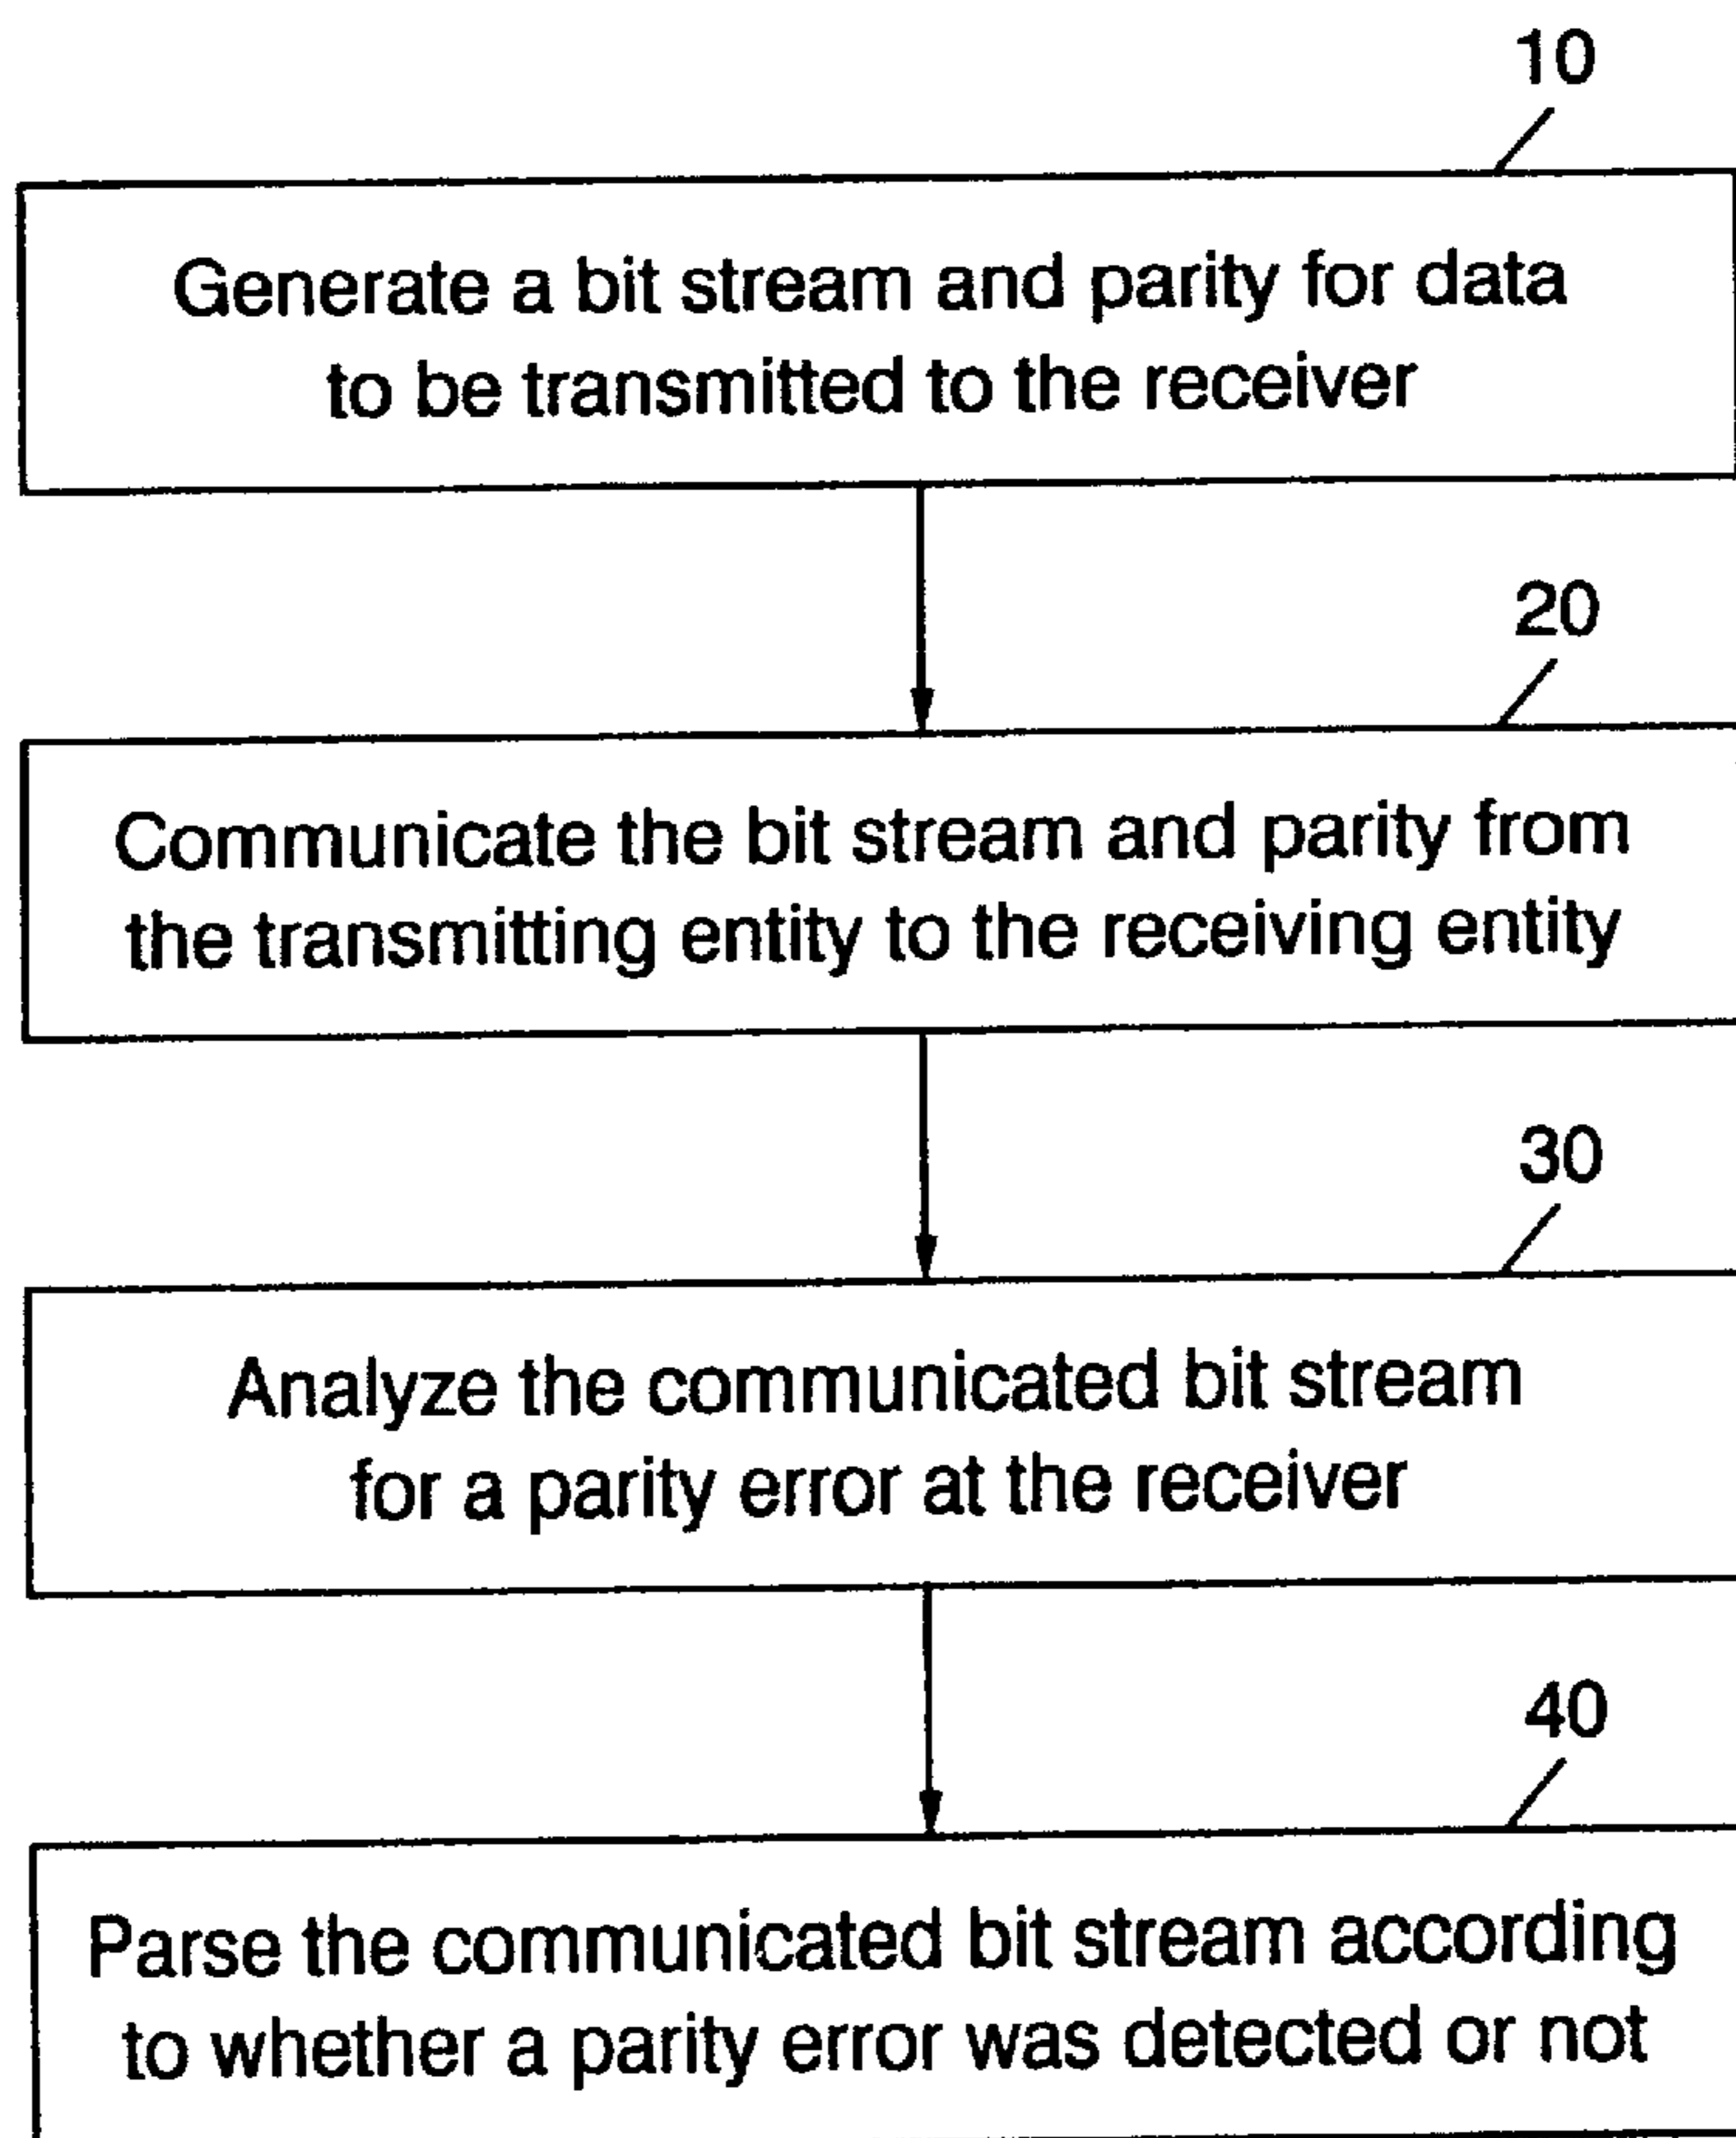 10
Generate a bit stream and parity for data
to be transmitted to the receiver
20
Communicate the bit stream and parity from
the transmitting entity to the receiving entity
30
Analyze the communicated bit stream
for a parity error at the receiver
40
Parse the communicated bit stream according
to whether a parity error was detected or not